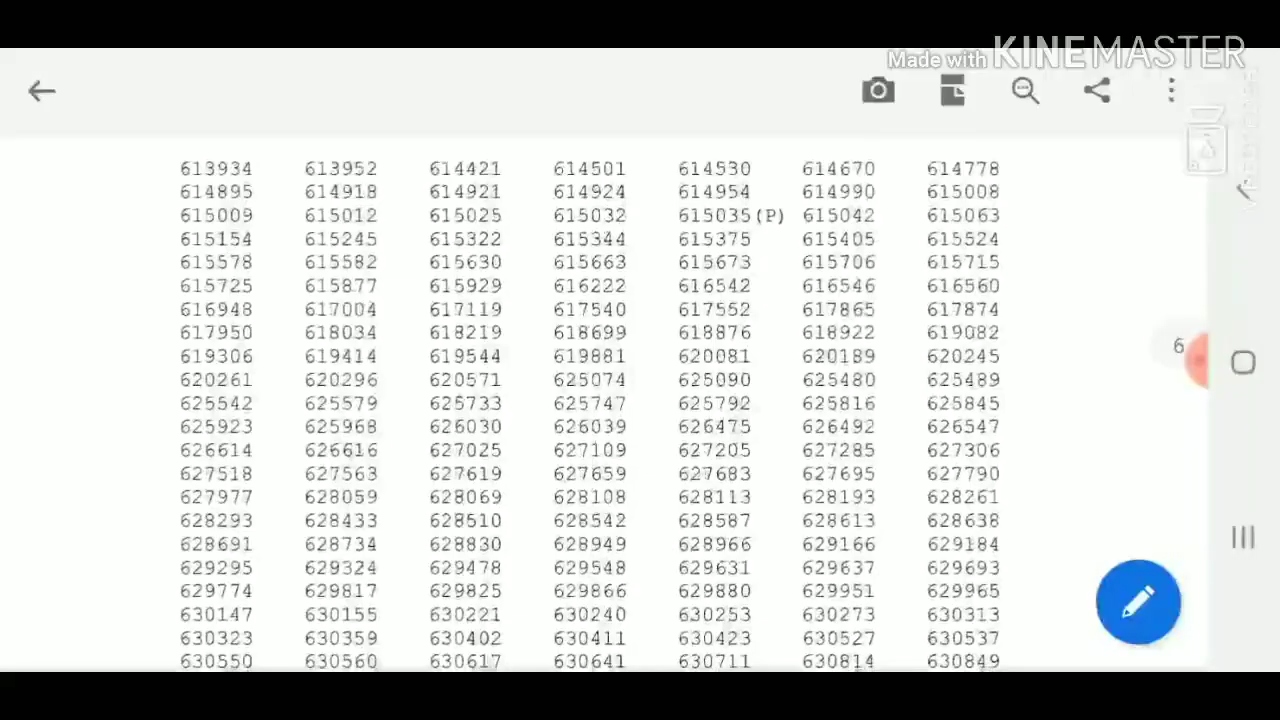 Made with KINEMASTER
613934 613952 614421 614501 614530 614670 614778
614895 614918 614921 614924 614954 614990 615008
615009 615012 615025 615032 615035(P) 615042 615063
615154 615245 615322 615344 615375 615405 615524
615578 615582 615630 615663 615673 615706 615715
615725 615877 615929 616222 616542 616546 616560
616948 617004 617119 617540 617552 617865 617874
617950 618034 618219 618699 618876 618922 619082
619306 619414 619544 619881 620081 620189 620245
620261 620296 620571 625074 625090 625480 625489
625542 625579 625733 625747 625792 625816 625845
625923 625968 626030 626039 626475 626492 626547
626614 626616 627025 627109 627205 627285 627306
627518 627563 627619 627659 627683 627695 627790
627977 628059 628069 628108 628113 628193 628261
628293 628433 628510 628542 628587 628613 628638
628691 628734 628830 628949 628966 629166 629184
629295 629324 629478 629548 629631 629637 629693
629774 629817 629825 629866 629880 629951 629965
630147 630155 630221 630240 630253 630273 630313
630323 630359 630402 630411 630423 630527 630537
630550 630560 630617 630641 630711 630814 630849
6